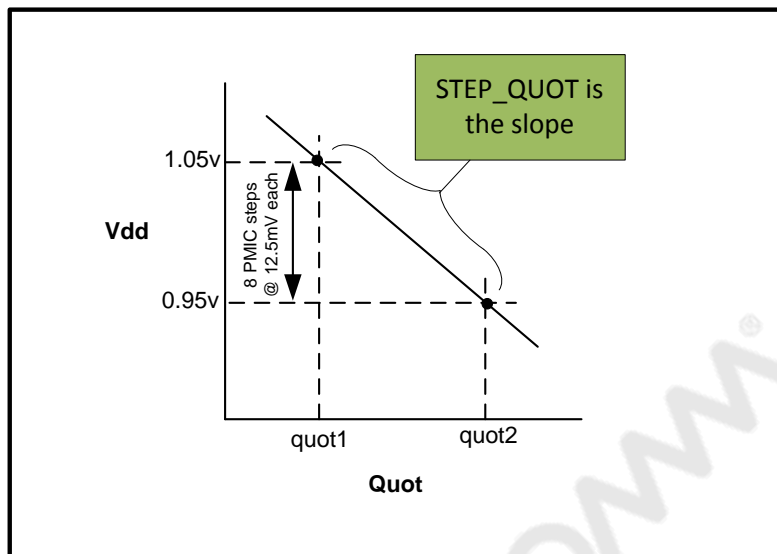 STEP_QUOT is
the slope
1.05v
8 PMIC steps
@ 12.5mV each
Vdd
0.95v
quot1
quot2
Quot